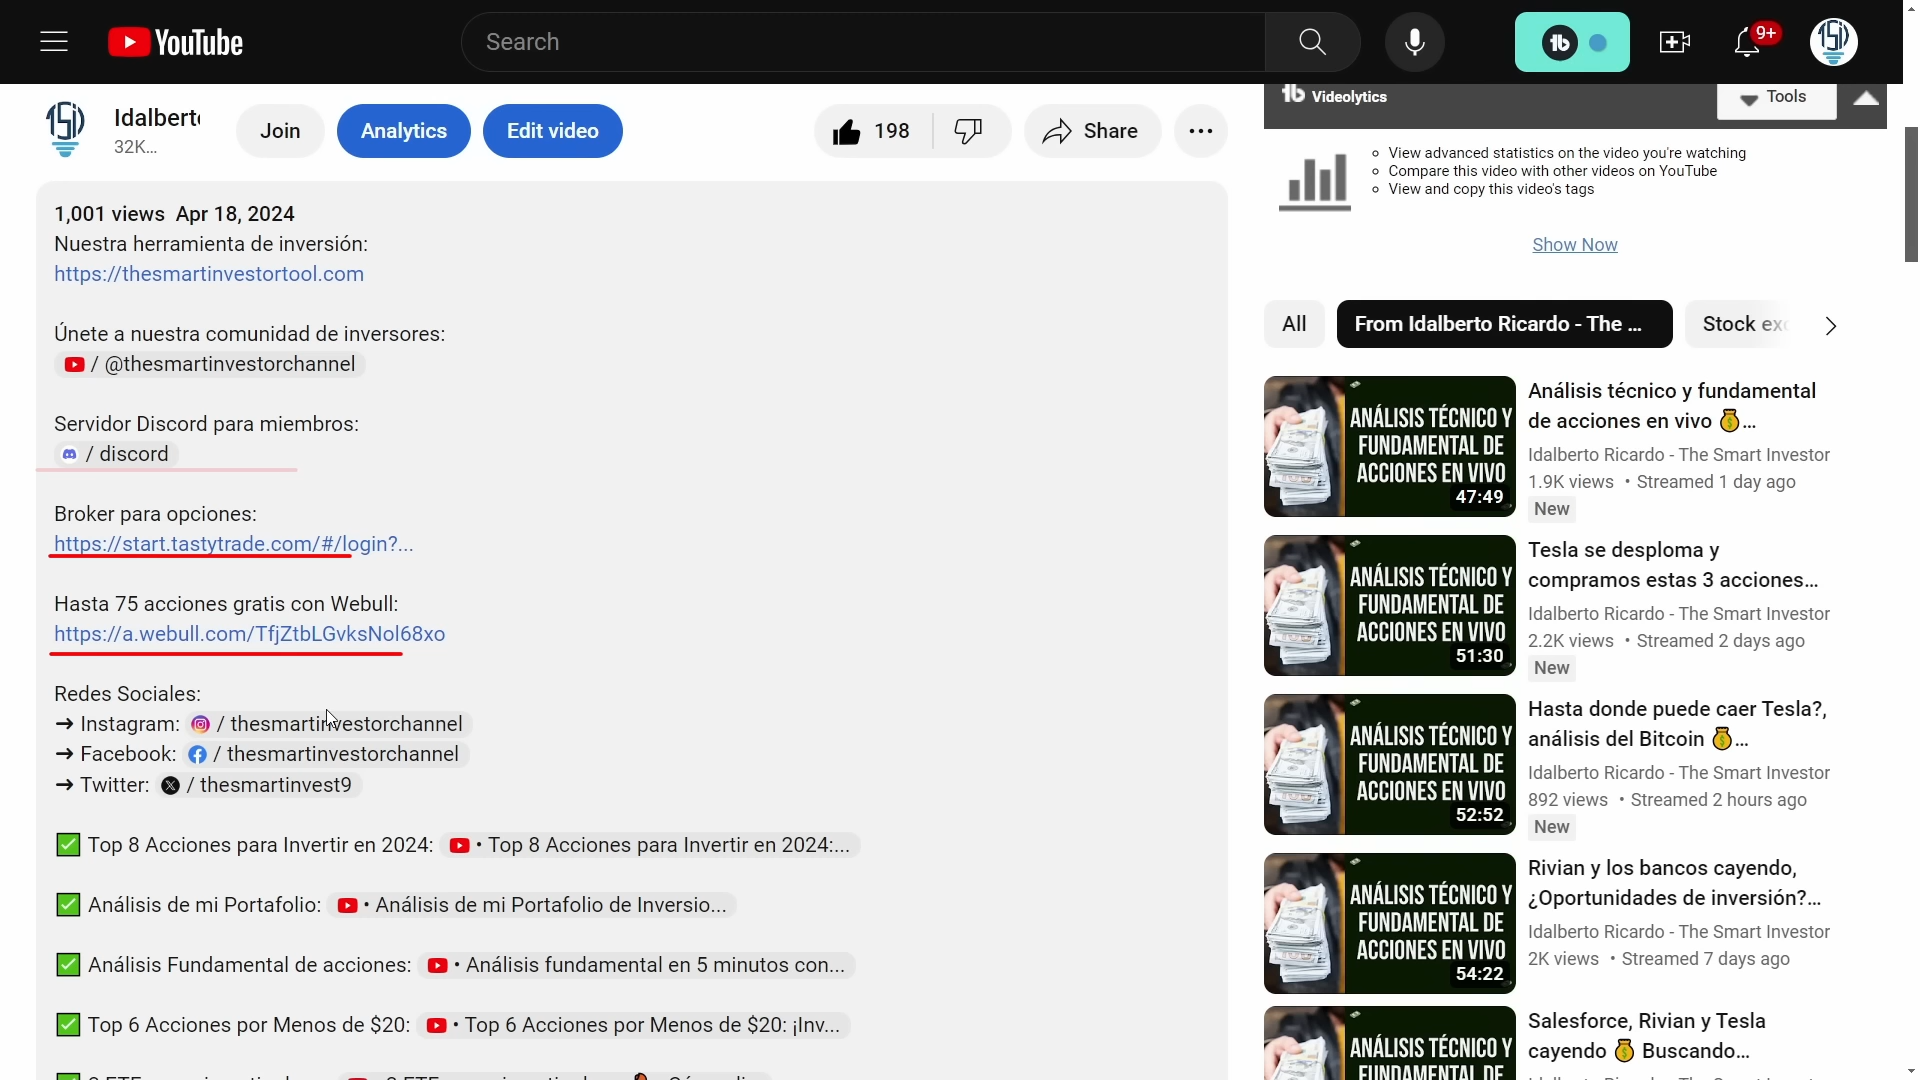 YouTube
Search
9+
Idalberto
32K...
Join
Analytics
Edit video
198
Share
1,001 views Apr 18, 2024
Nuestra herramienta de inversión:
https://thesmartinvestortool.com
Únete a nuestra comunidad de inversores:
/ @thesmartinvestorchannel
Servidor Discord para miembros:
/ discord
Broker para opciones:
https://start.tastytrade.com/#/login?...
Hasta 75 acciones gratis con Webull:
https://a.webull.com/TfjZtbLGvksNol68xo
Redes Sociales:
➔ Instagram: / thesmartinvestorchannel
➔ Facebook: / thesmartinvestorchannel
➔ Twitter: / thesmartinvest9
✅ Top 8 Acciones para Invertir en 2024: • Top 8 Acciones para Invertir en 2024:...
✅ Análisis de mi Portafolio: • Análisis de mi Portafolio de Inversio...
✅ Análisis Fundamental de acciones: • Análisis fundamental en 5 minutos con...
✅ Top 6 Acciones por Menos de $20: • Top 6 Acciones por Menos de $20: ¡Inv...
tb Videolytics
Tools
View advanced statistics on the video you're watching
Compare this video with other videos on YouTube
View and copy this video's tags
Show Now
All
From Idalberto Ricardo - The ...
Stock exc
ANÁLISIS TÉCNICO Y
FUNDAMENTAL DE
ACCIONES EN VIVO
47:49
Análisis técnico y fundamental
de acciones en vivo 💰...
Idalberto Ricardo - The Smart Investor
1.9K views • Streamed 1 day ago
New
ANÁLISIS TÉCNICO Y
FUNDAMENTAL DE
ACCIONES EN VIVO
51:30
Tesla se desploma y
compramos estas 3 acciones...
Idalberto Ricardo - The Smart Investor
2.2K views • Streamed 2 days ago
New
ANÁLISIS TÉCNICO Y
FUNDAMENTAL DE
ACCIONES EN VIVO
52:52
Hasta donde puede caer Tesla?,
análisis del Bitcoin 💰...
Idalberto Ricardo - The Smart Investor
892 views • Streamed 2 hours ago
New
ANÁLISIS TÉCNICO Y
FUNDAMENTAL DE
ACCIONES EN VIVO
54:22
Rivian y los bancos cayendo,
¿Oportunidades de inversión?...
Idalberto Ricardo - The Smart Investor
2K views • Streamed 7 days ago
ANÁLISIS TÉCNICO Y
FUNDAMENTAL DE
Salesforce, Rivian y Tesla
cayendo 💰 Buscando...